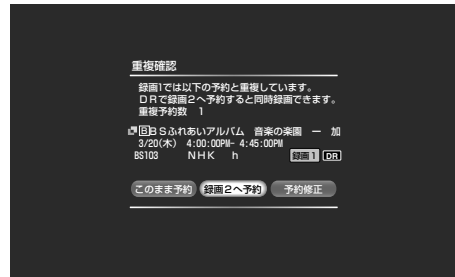 重複確認
録画1では以下の予約と重複しています。
DRで録画2へ予約すると同時録画できます。
重複予約数 1
B BSふれあいアルバム 音楽の楽園 ー 加
3/20(木) 4:00:00PM- 4:45:00PM
BS103 NHK h 録画1 DR
このまま予約 録画2へ予約 予約修正